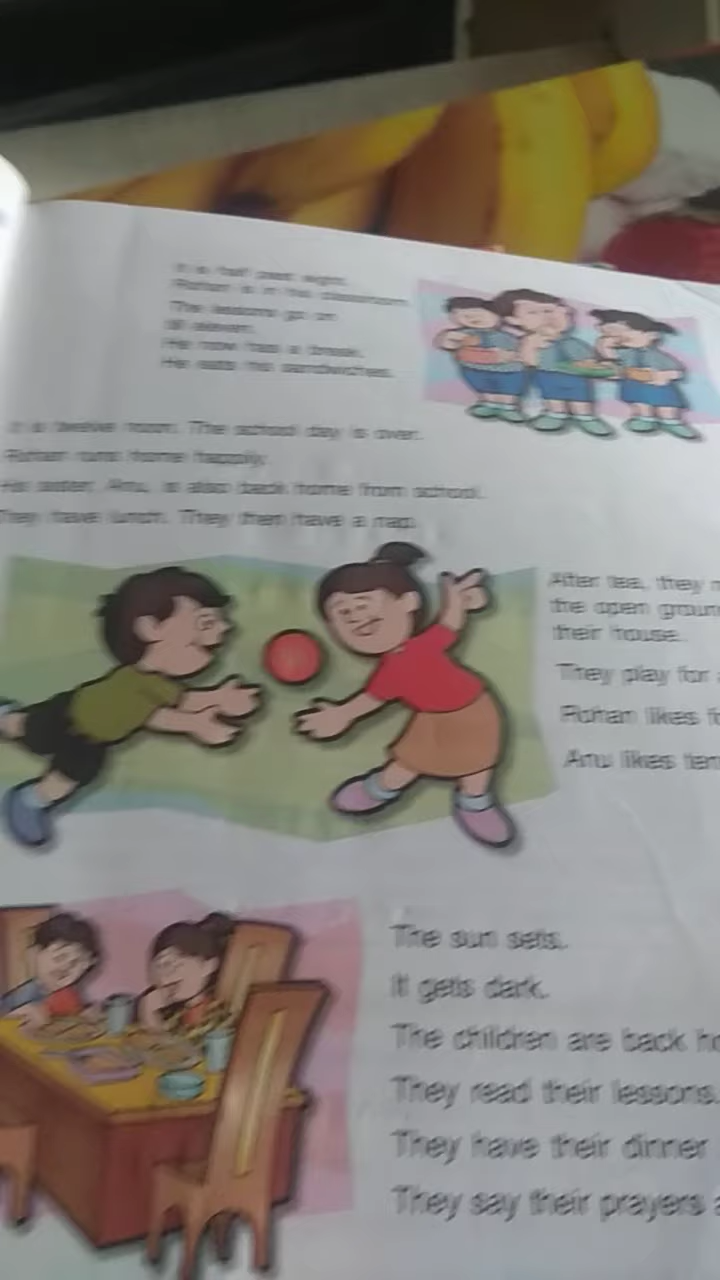 It is half past eight.
Rohan is in his classroom.
The lessons go on
till eleven.
He now has a break.
He eats his sandwiches.
It is twelve noon. The school day is over.
Rohan runs home happily.
His sister, Anu, is also back home from school.
They have lunch. They then have a nap.
After tea, they
the open
their house.
They play for
Rohan likes
Anu likes
The sun sets.
It gets dark.
The children are back
They read their lessons.
They have their dinner
They say their prayers